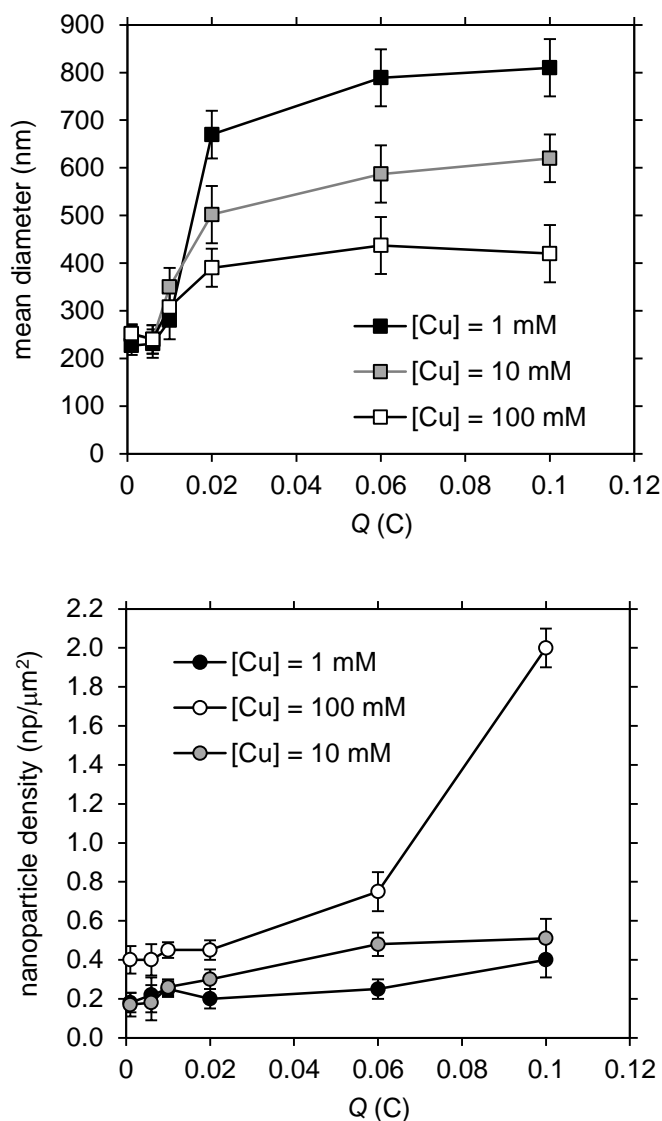 900
800
700
600
500
400
300
200
100
0
mean diameter (nm)
[Cu] = 1 mM
[Cu] = 10 mM
[Cu] = 100 mM
0 0.02 0.04 0.06 0.08 0.1 0.12
Q (C)
2.2
2.0
1.8
1.6
1.4
1.2
1.0
0.8
0.6
0.4
0.2
0.0
nanoparticle density (np/μm²)
[Cu] = 1 mM
[Cu] = 100 mM
[Cu] = 10 mM
0 0.02 0.04 0.06 0.08 0.1 0.12
Q (C)